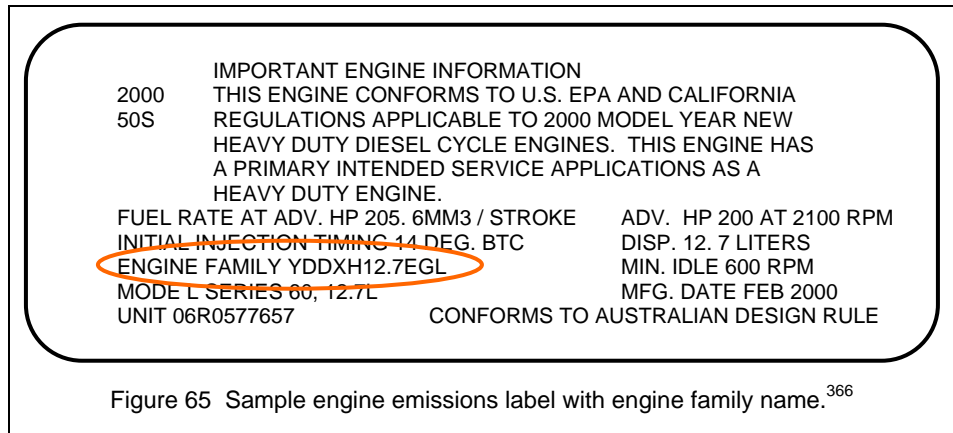 IMPORTANT ENGINE INFORMATION
2000 THIS ENGINE CONFORMS TO U.S. EPA AND CALIFORNIA
50S REGULATIONS APPLICABLE TO 2000 MODEL YEAR NEW
HEAVY DUTY DIESEL CYCLE ENGINES. THIS ENGINE HAS
A PRIMARY INTENDED SERVICE APPLICATIONS AS A
HEAVY DUTY ENGINE.
FUEL RATE AT ADV. HP 205. 6MM3 / STROKE ADV. HP 200 AT 2100 RPM
INITIAL INJECTION TIMING 14 DEG. BTC DISP. 12. 7 LITERS
ENGINE FAMILY YDDXH12.7EGL MIN. IDLE 600 RPM
MODE L SERIES 60, 12.7L MFG. DATE FEB 2000
UNIT 06R0577657 CONFORMS TO AUSTRALIAN DESIGN RULE
Figure 65 Sample engine emissions label with engine family name.366